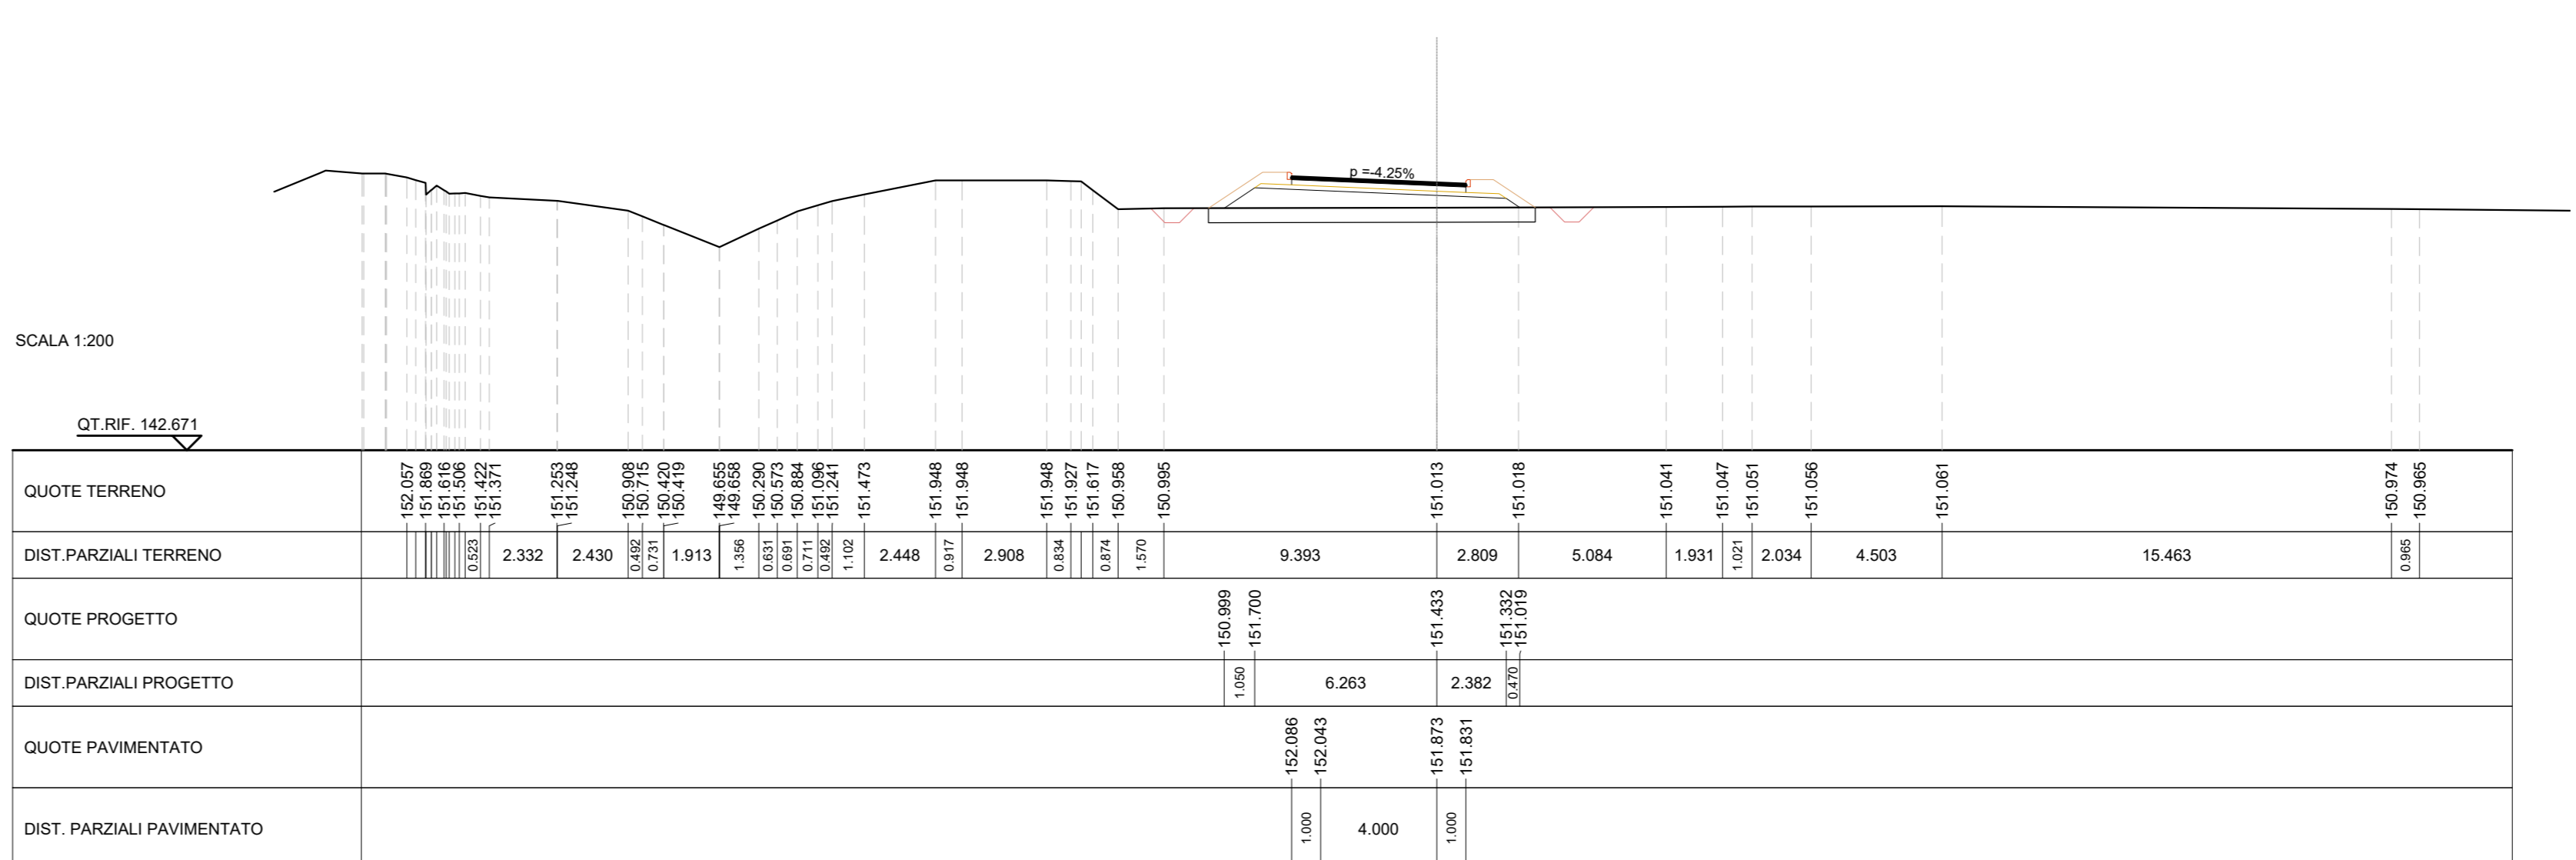 p =-4.25%
SCALA 1:200
QT.RIF. 142.671
QUOTE TERRENO
152.057 151.869 151.616 151.506 151.422 151.371 151.253 151.248 150.908 150.715 150.420 150.419 149.655 149.658 150.290 150.573 150.884 151.096 151.241 151.473 151.948 151.948 151.948 151.927 151.617 150.958 150.995 151.013 151.018 151.041 151.047 151.051 151.056 151.061 150.974 150.965
DIST.PARZIALI TERRENO
0.523 2.332 2.430 0.492 0.731 1.913 1.356 0.631 0.691 0.711 0.492 1.102 2.448 0.917 2.908 0.834 0.874 1.570 9.393 2.809 5.084 1.931 1.021 2.034 4.503 15.463 0.965
QUOTE PROGETTO
150.999 151.700 151.433 151.332 151.019
DIST.PARZIALI PROGETTO
1.050 6.263 2.382 0.470
QUOTE PAVIMENTATO
152.086 152.043 151.873 151.831
DIST. PARZIALI PAVIMENTATO
1.000 4.000 1.000